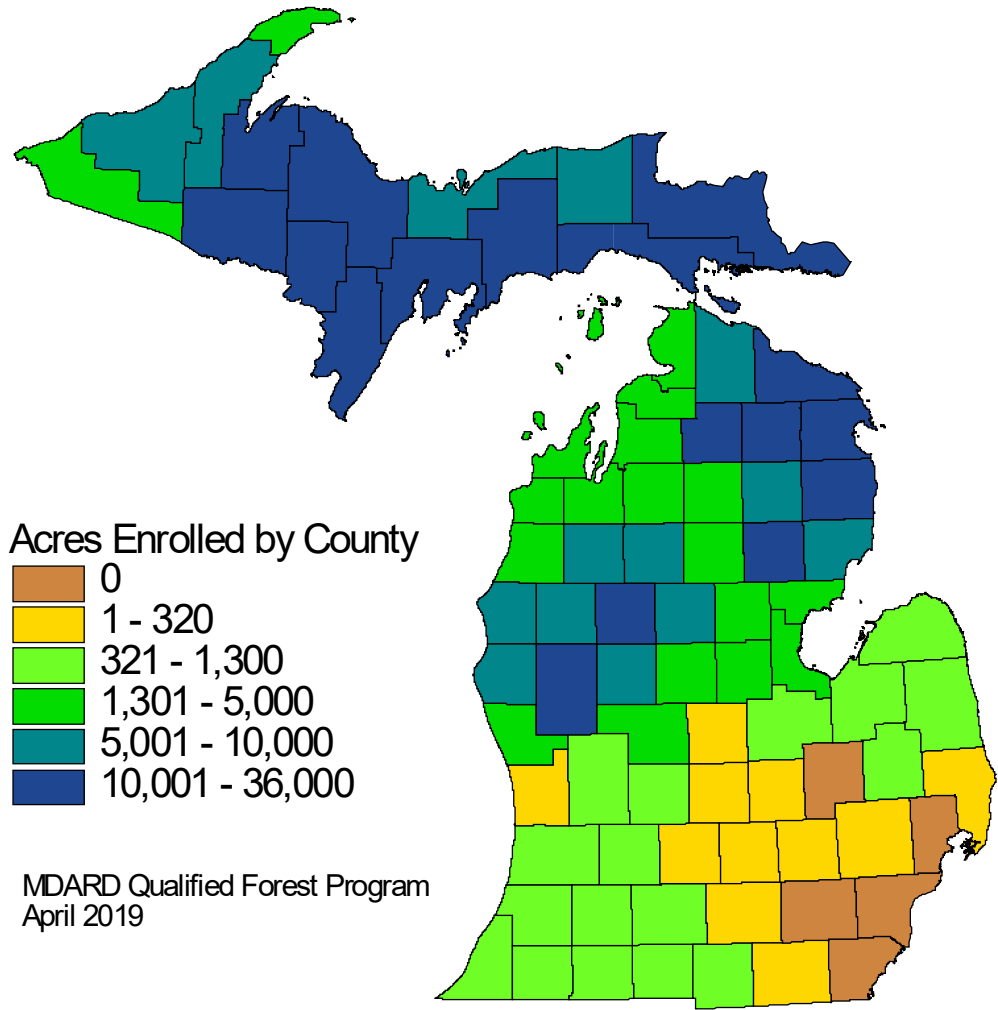 Acres Enrolled by County
0
1 - 320
321 - 1,300
1,301 - 5,000
5,001 - 10,000
10,001 - 36,000
MDARD Qualified Forest Program
April 2019